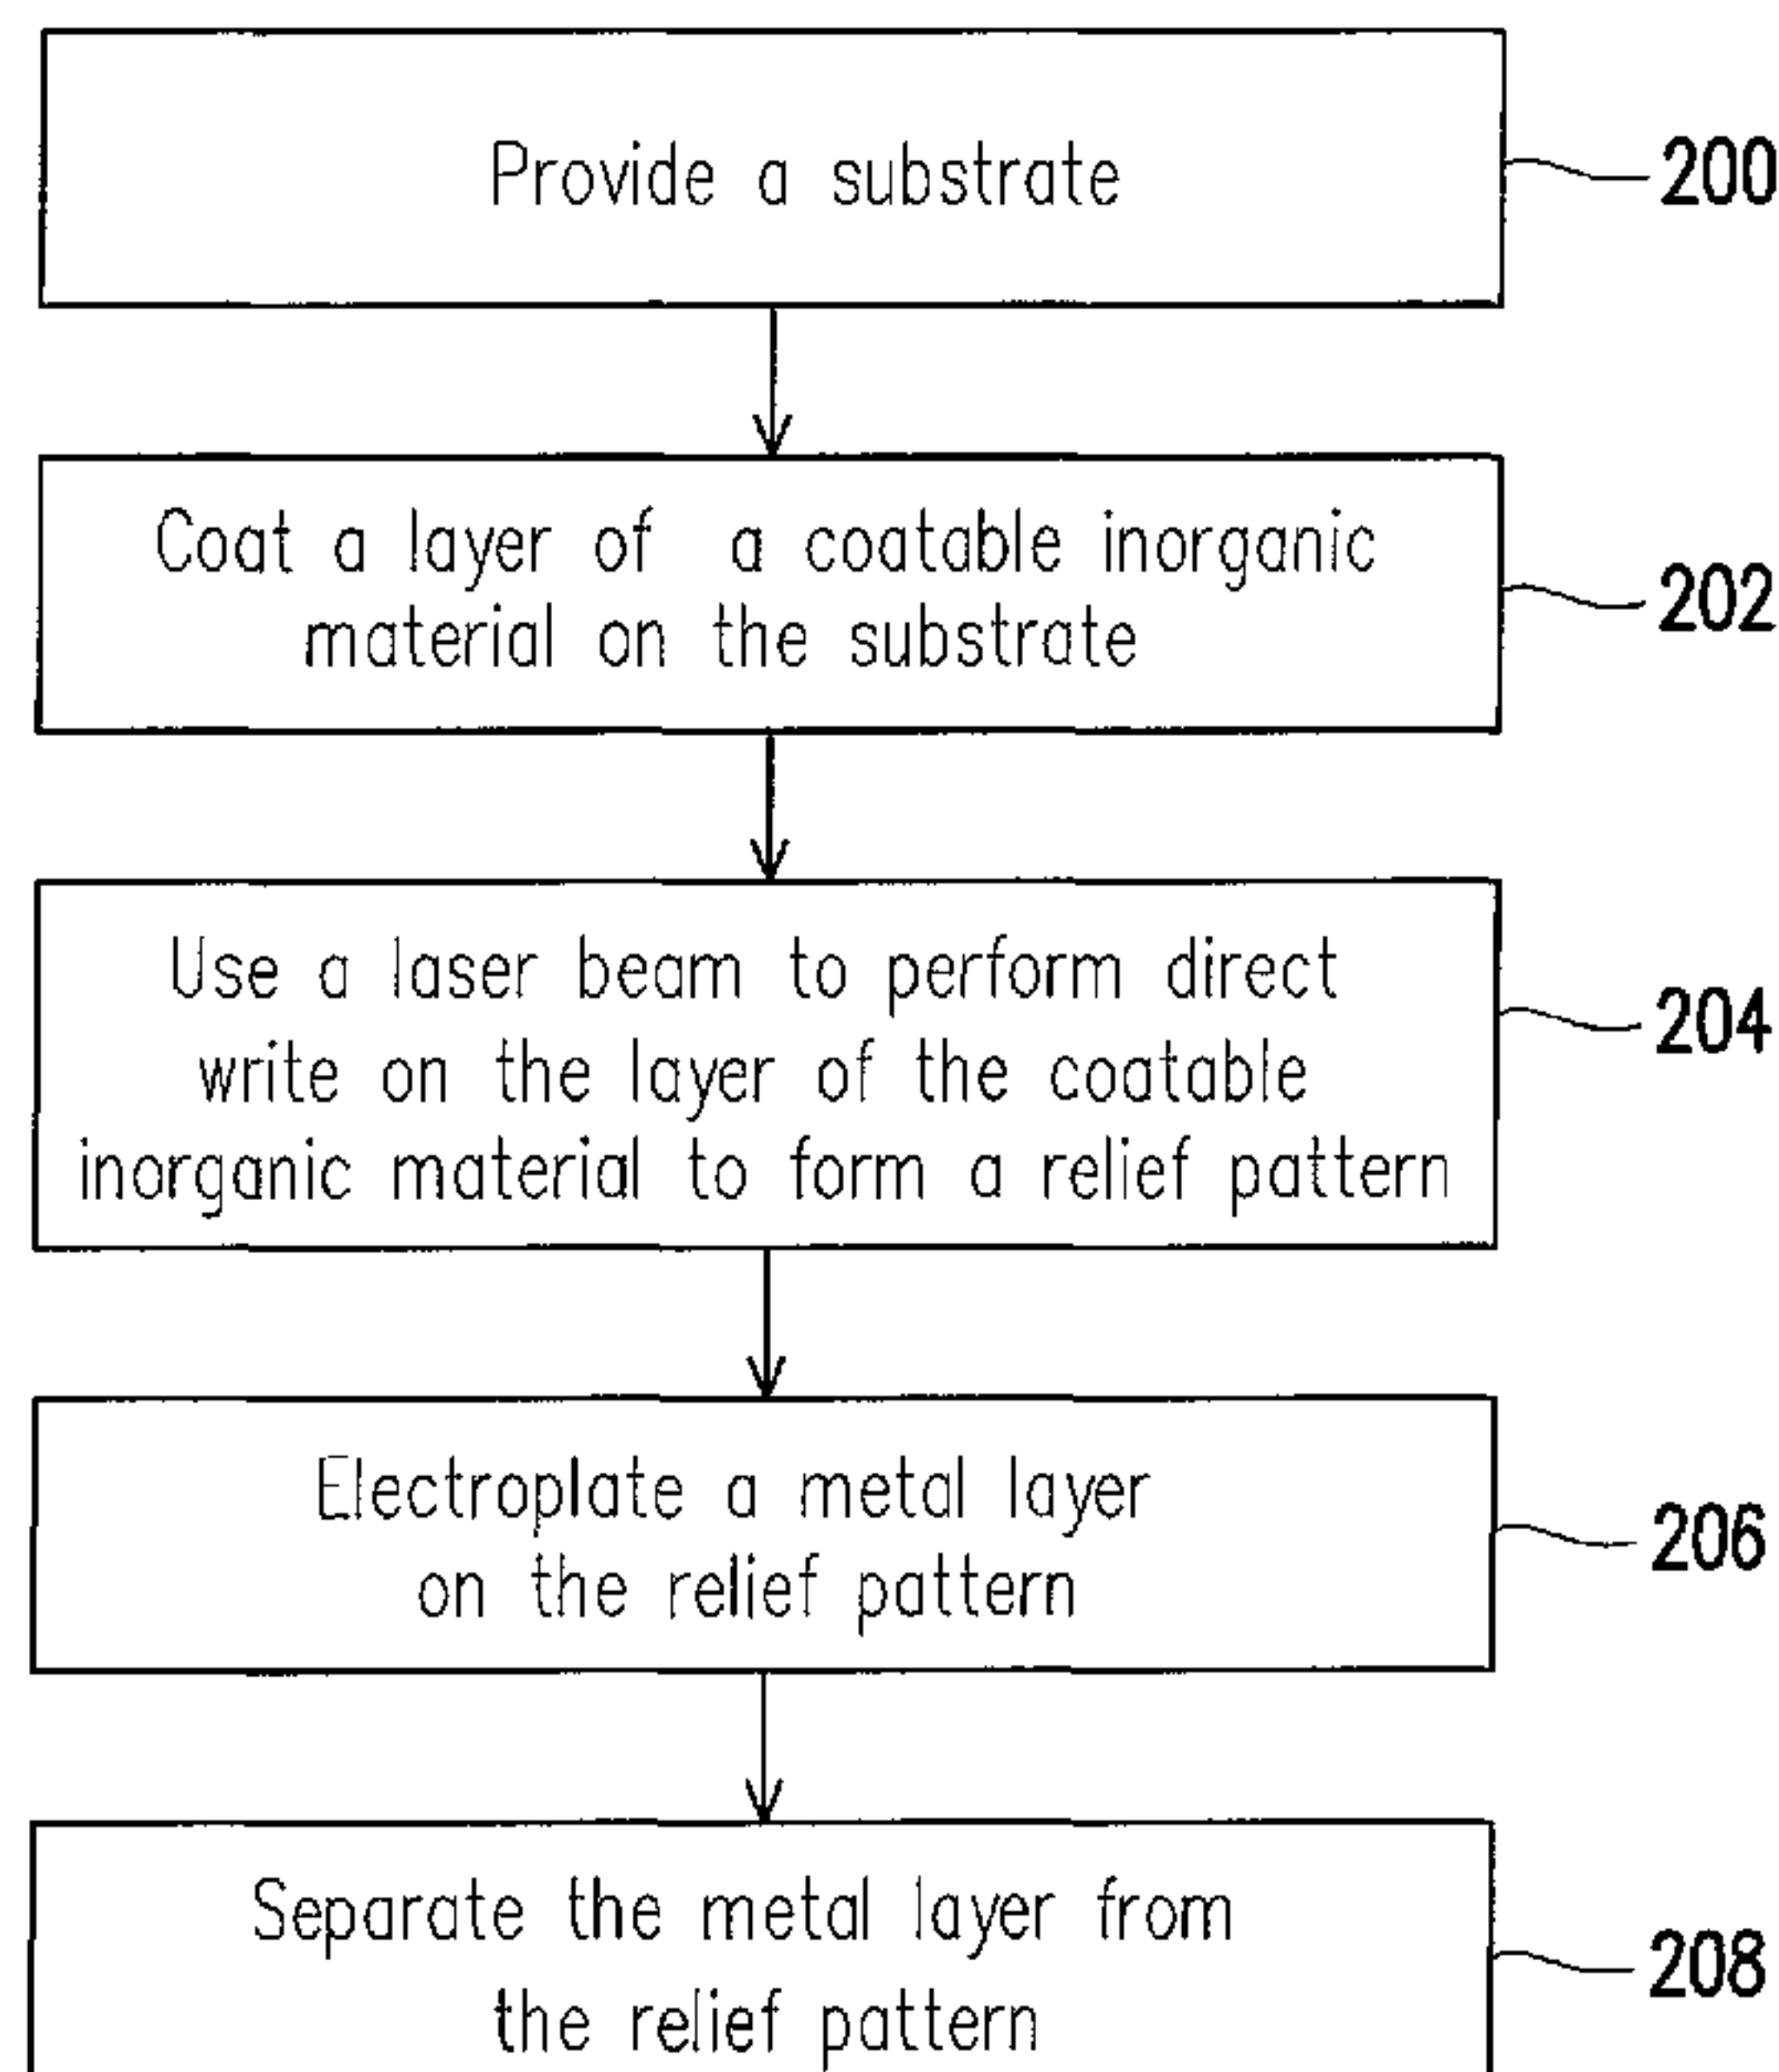 Provide a substrate
200
Coat a layer of a coatable inorganic
material on the substrate
202
Use a laser beam to perform direct
write on the layer of the coatable
inorganic material to form a relief pattern
204
Electroplate a metal layer
on the relief pattern
206
Separate the metal layer from
the relief pattern
208